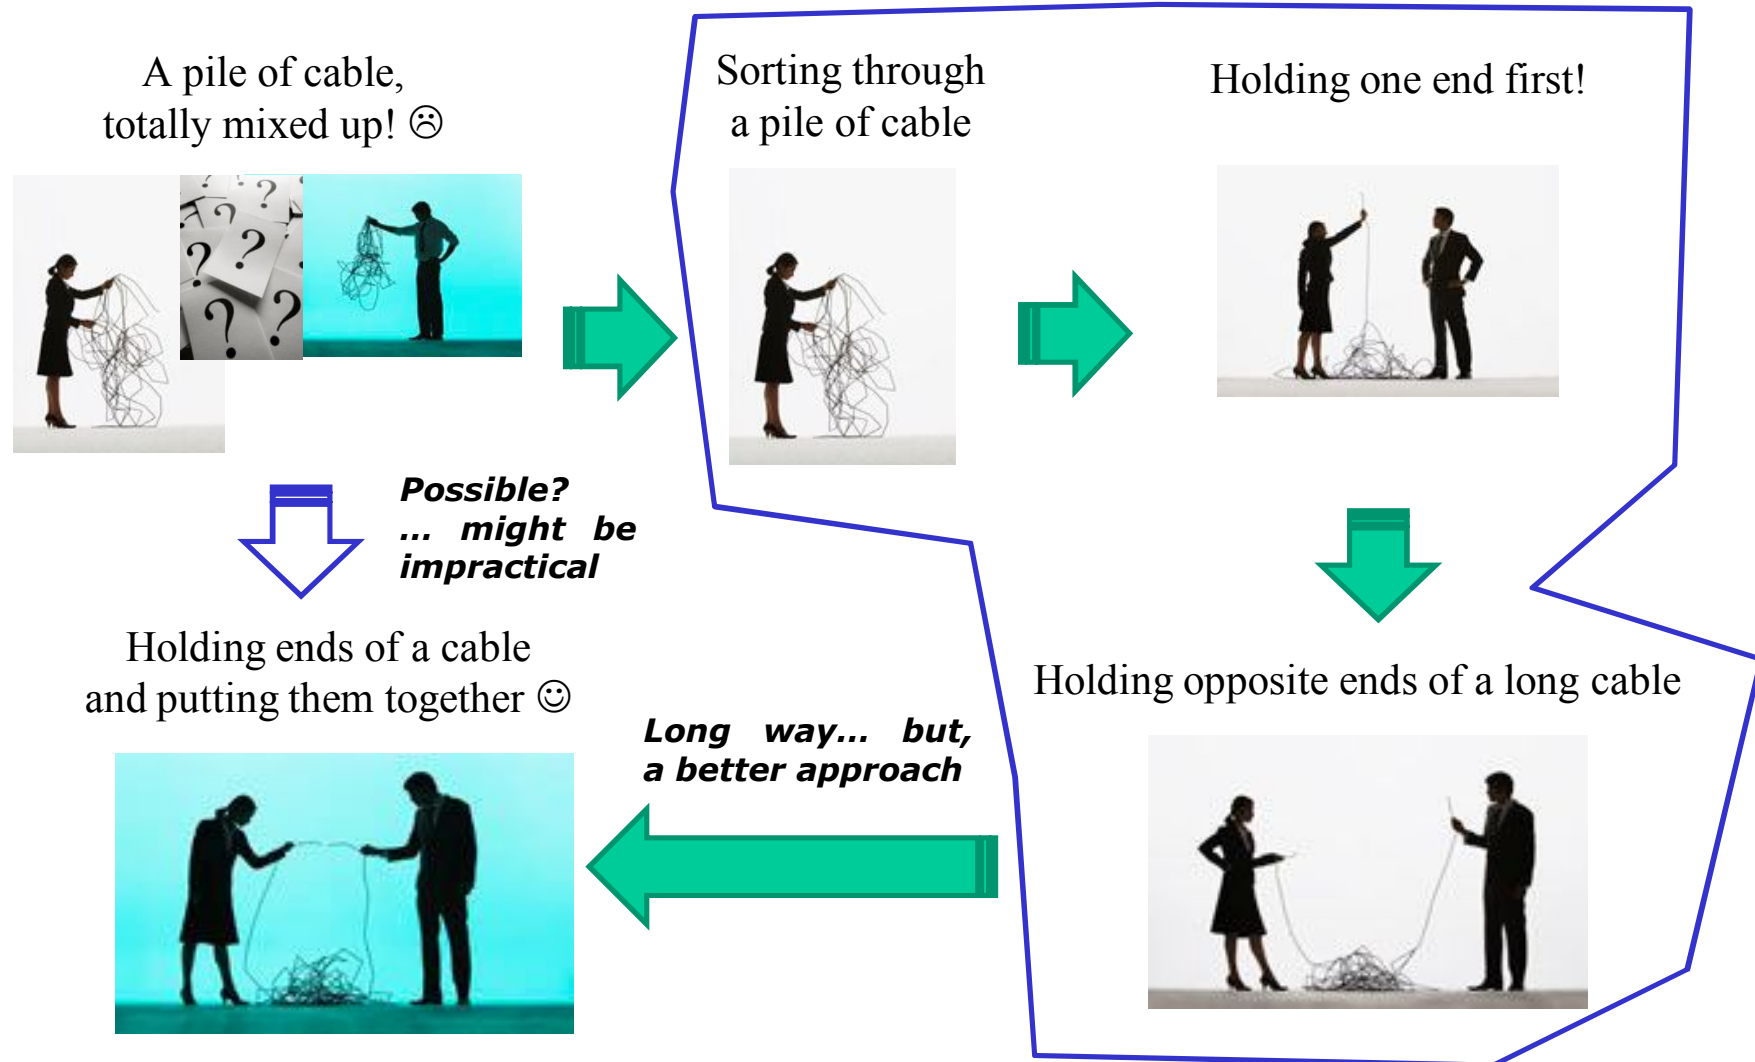 A pile of cable,
totally mixed up! ☹
Sorting through
a pile of cable
Holding one end first!
? ? ? ? ? ? ? ?
Possible?
... might be
impractical
Holding ends of a cable
and putting them together ☺
Holding opposite ends of a long cable
Long way... but,
a better approach